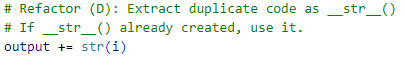 # Refactor (D): Extract duplicate code as __str__()
# If __str__() already created, use it.
output += str(i)